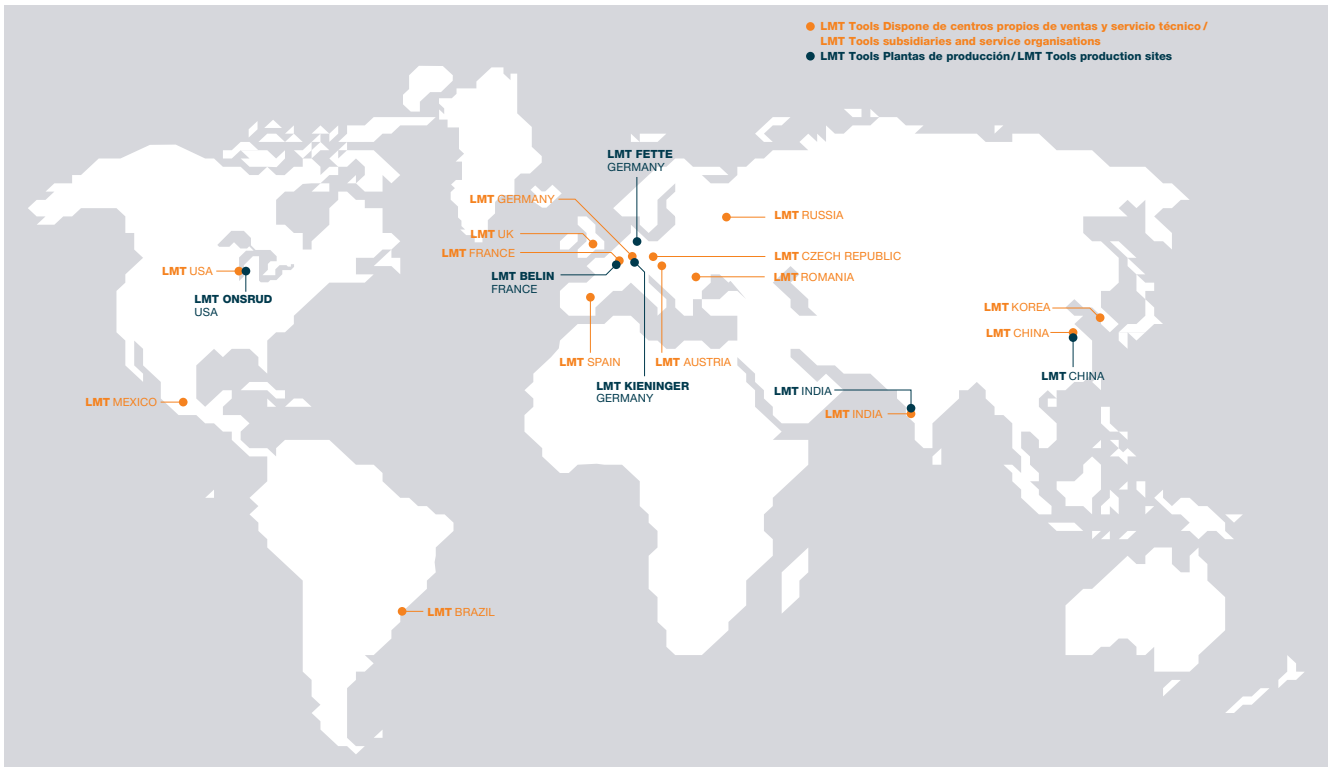 LMT Tools Dispone de centros propios de ventas y servicio técnico /
LMT Tools subsidiaries and service organisations
LMT Tools Plantas de producción/LMT Tools production sites
LMT FETTE
GERMANY
LMT GERMANY
LMT RUSSIA
LMT UK
LMT FRANCE
LMT CZECH REPUBLIC
LMT USA
LMT BELIN
FRANCE
LMT ROMANIA
LMT ONSRUD
USA
LMT KOREA
LMT CHINA
LMT SPAIN
LMT AUSTRIA
LMT CHINA
LMT KIENINGER
GERMANY
LMT INDIA
LMT MEXICO
LMT INDIA
LMT BRAZIL